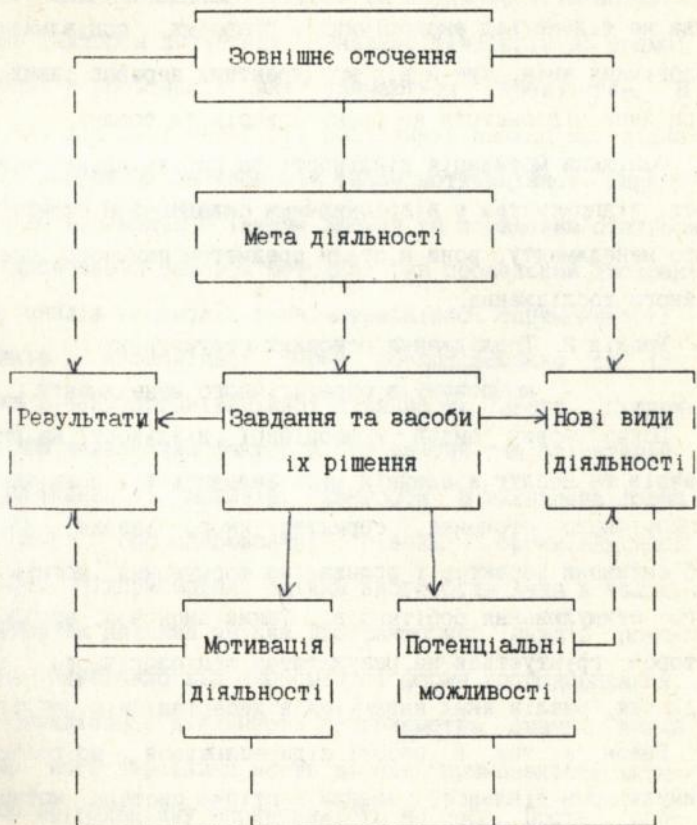 Зовнішнє оточення
Мета діяльності
Результати
Завдання та засоби
їх рішення
Нові види
діяльності
Мотивація
діяльності
Потенціальні
можливості